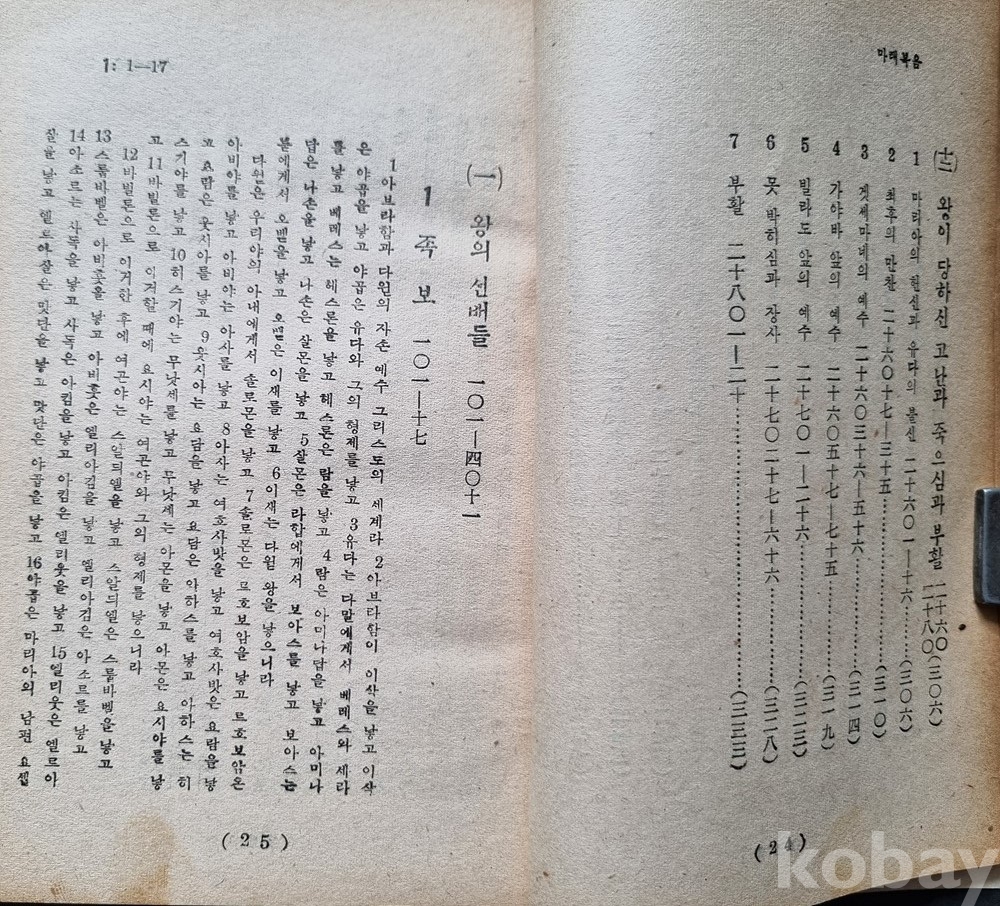 마태복음
(十二) 왕이 당하신 고난과 죽으심과 부활 二十六〇 二十八〇 (三〇六)
1 마리아의 헌신과 유다의 불신 二十六〇一—十六……(三〇六)
2 최후의 만찬 二十六〇十七—三十五……(三一〇)
3 겟세마네의 예수 二十六〇三十六—五十六……(三一四)
4 가야바 앞의 예수 二十六〇五十七—七十五……(三一九)
5 빌라도 앞의 예수 二十七〇一—二十六……(三二三)
6 못 박히심과 장사 二十七〇二十七—六十六……(三二八)
7 부활 二十八〇一—二十……(三三三)
(24)
1: 1—17
(一) 왕의 선배들 一〇一—四〇十一
1 족보 一〇一—十七
1아브라함과 다윗의 자손 예수 그리스도의 세계라 2아브라함이 이삭을 낳고 이삭
은 야곱을 낳고 야곱은 유다와 그의 형제를 낳고 3유다는 다말에게서 베레스와 세라
를 낳고 베레스는 헤스론을 낳고 헤스론은 람을 낳고 4람은 아미나답을 낳고 아미나
답은 나손을 낳고 나손은 살몬을 낳고 5살몬은 라합에게서 보아스를 낳고 보아스는
룻에게서 오벳을 낳고 오벳은 이새를 낳고 6이새는 다윗 왕을 낳으니라
다윗은 우리야의 아내에게서 솔로몬을 낳고 7솔로몬은 르호보암을 낳고 르호보암은
아비야를 낳고 아비야는 아사를 낳고 8아사는 여호사밧을 낳고 여호사밧은 요람을 낳
고 요람은 웃시야를 낳고 9웃시야는 요담을 낳고 요담은 아하스를 낳고 아하스는 히
스기야를 낳고 10히스기야는 무낫세를 낳고 무낫세는 아몬을 낳고 아몬은 요시야를 낳
고 11바빌론으로 이거할 때에 요시아는 여곤야와 그의 형제를 낳으니라
12바빌론으로 이거한 후에 여곤야는 스알듸엘을 낳고 스알듸엘은 스룹바벨을 낳고
13스룹바벨은 아비훗을 낳고 아비훗은 엘리아김을 낳고 엘리아김은 아소르를 낳고
14아소르는 사독을 낳고 사독은 아킴을 낳고 아킴은 엘리웃을 낳고 15엘리웃은 엘르아
살을 낳고 엘르아살은 맛단을 낳고 맛단은 야곱을 낳고 16야곱은 마리아의 남편 요셉
(25)
kobay